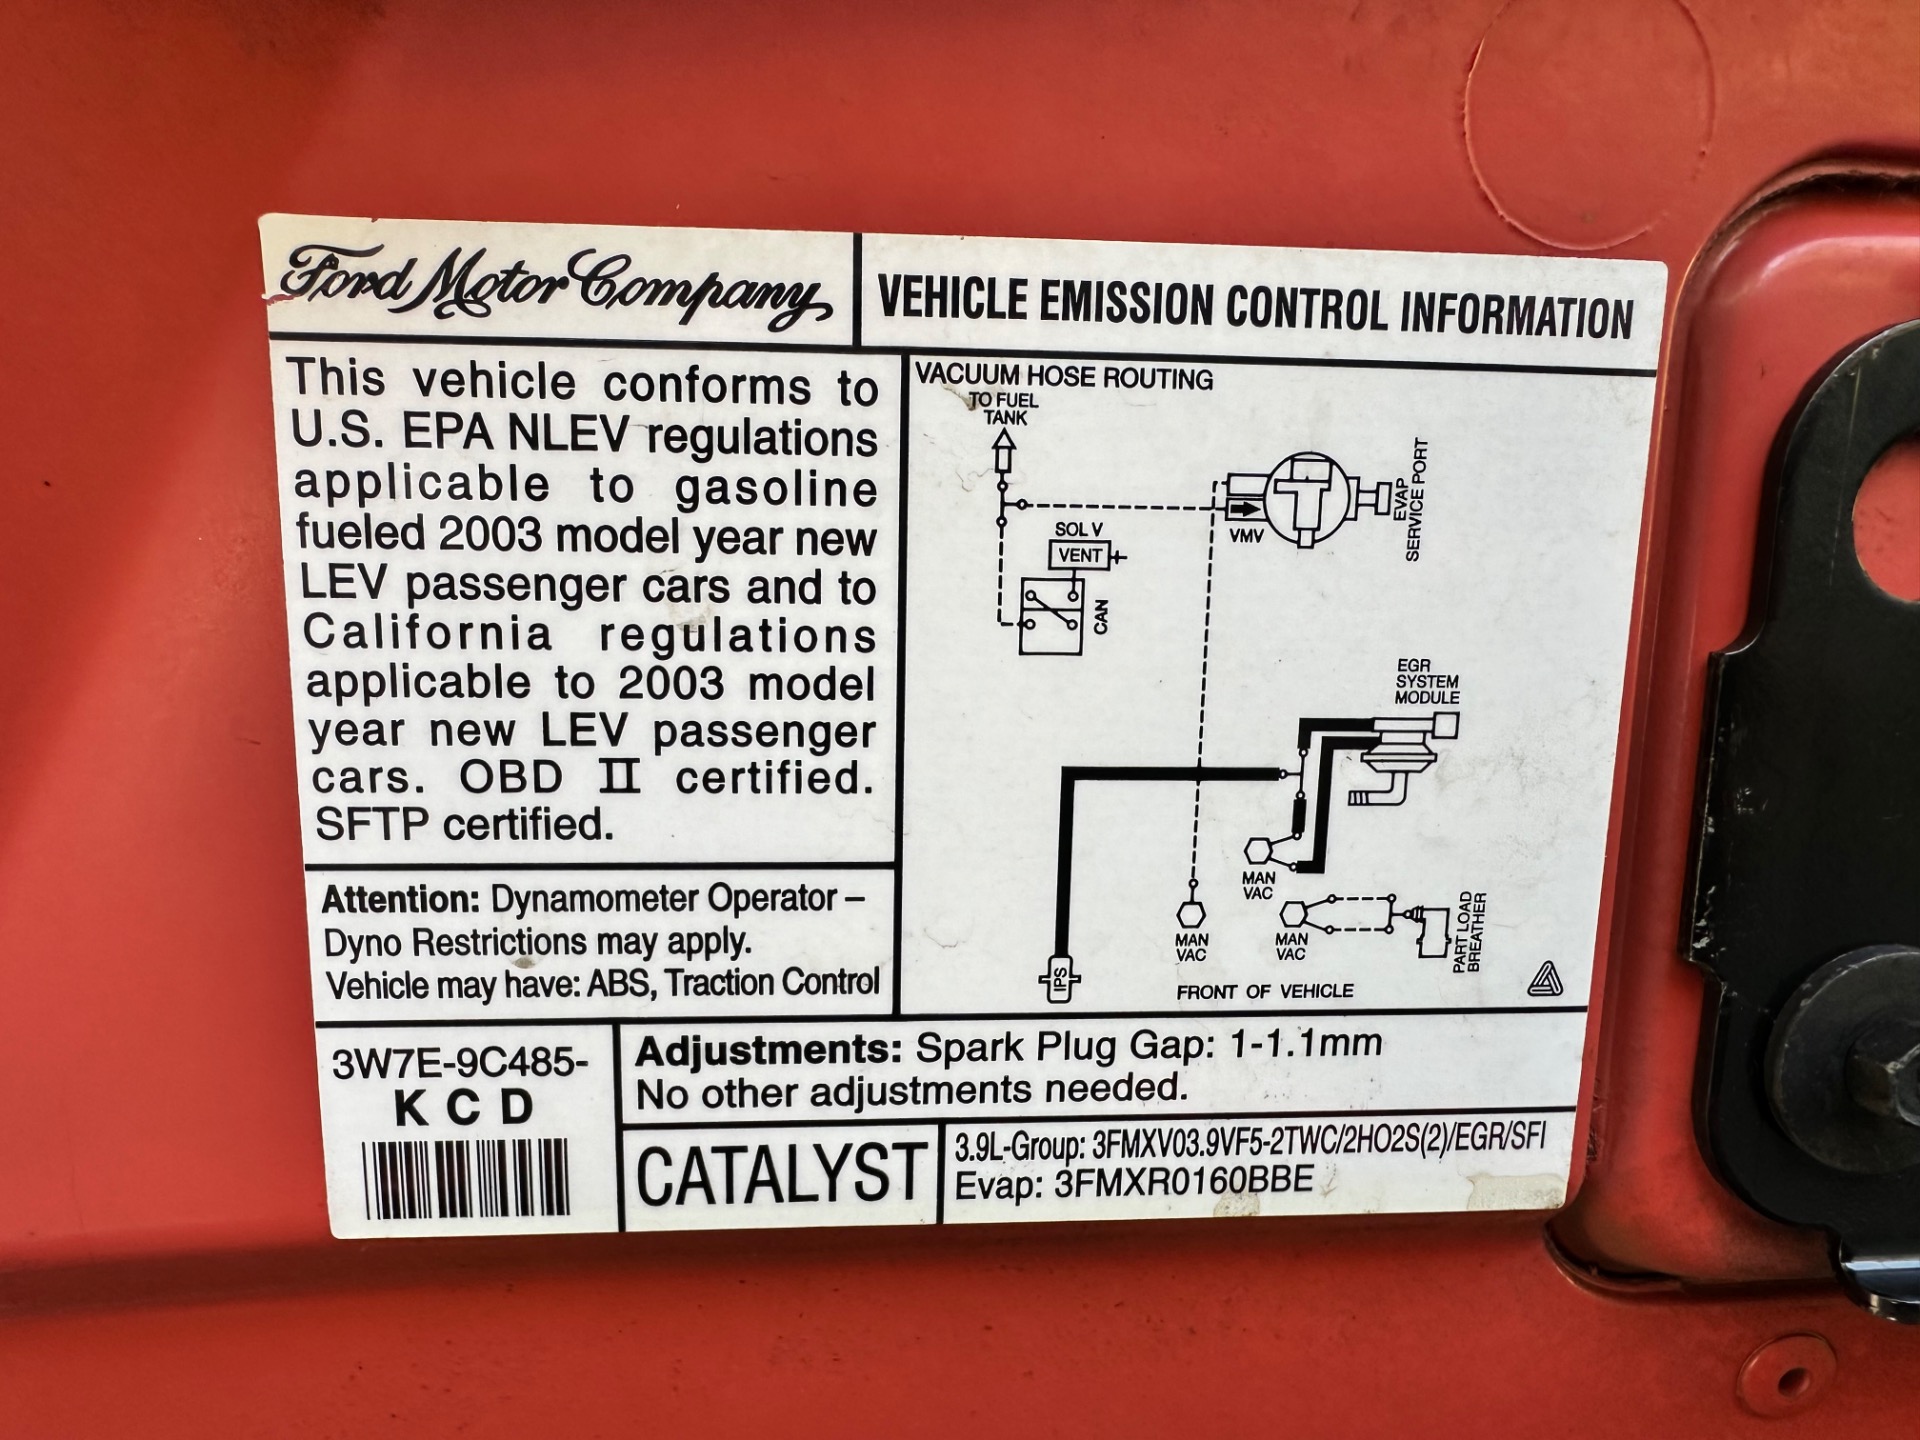 Ford Motor Company
VEHICLE EMISSION CONTROL INFORMATION
This vehicle conforms to
U.S. EPA NLEV regulations
applicable to gasoline
fueled 2003 model year new
LEV passenger cars and to
California regulations
applicable to 2003 model
year new LEV passenger
cars. OBD II certified.
SFTP certified.
Attention: Dynamometer Operator –
Dyno Restrictions may apply.
Vehicle may have: ABS, Traction Control
VACUUM HOSE ROUTING
TO FUEL
TANK
SOL V
VENT
CAN
VMV
EVAP
SERVICE PORT
EGR
SYSTEM
MODULE
MAN
VAC
MAN
VAC
MAN
VAC
PART LOAD
BREATHER
IPS
FRONT OF VEHICLE
3W7E-9C485-
K C D
Adjustments: Spark Plug Gap: 1-1.1mm
No other adjustments needed.
CATALYST
3.9L-Group: 3FMXV03.9VF5-2TWC/2HO2S(2)/EGR/SFI
Evap: 3FMXR0160BBE